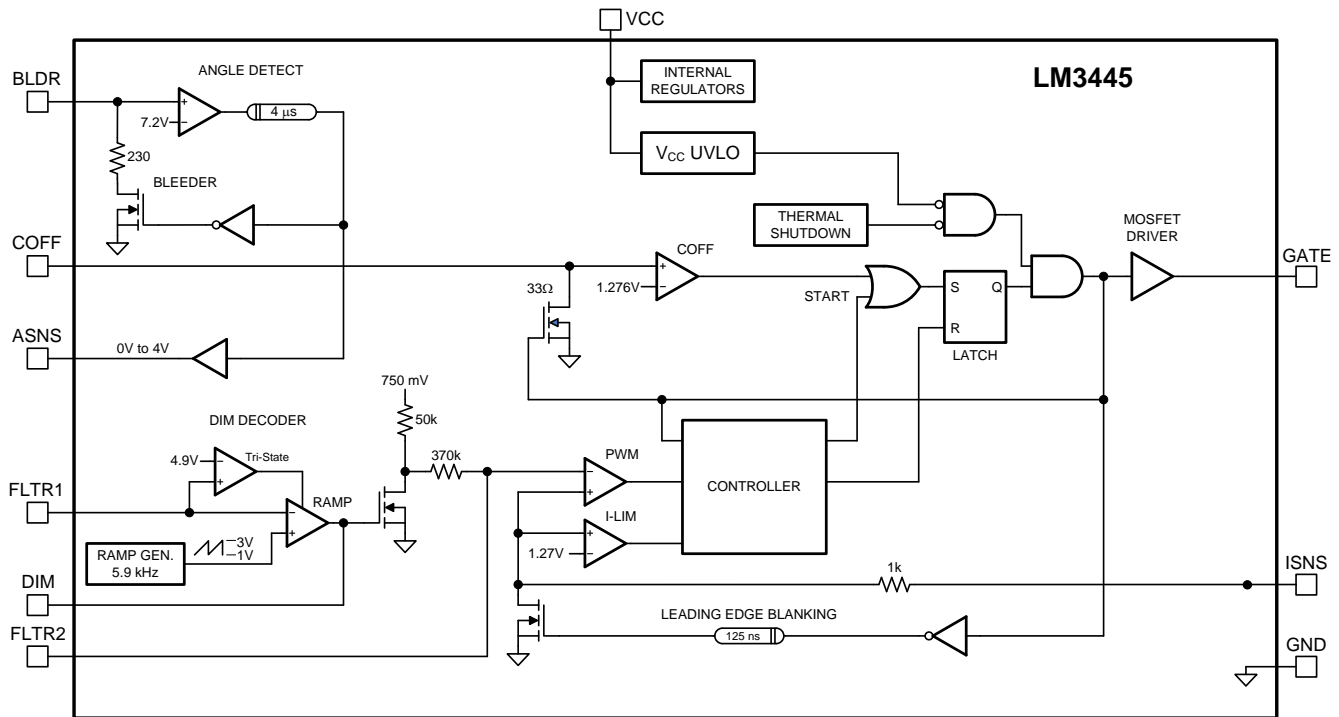 VCC
BLDR
ANGLE DETECT
INTERNAL
REGULATORS
LM3445
+
4 μs
7.2V
−
230
VCC UVLO
BLEEDER
THERMAL
SHUTDOWN
MOSFET
DRIVER
COFF
COFF
GATE
+
1.276V
−
33Ω
START
S
Q
R
LATCH
ASNS
0V to 4V
750 mV
50k
DIM DECODER
4.9V
−
Tri-State
+
370k
PWM
−
+
CONTROLLER
FLTR1
RAMP
−
+
I-LIM
+
1.27V
−
RAMP GEN.
5.9 kHz
3V
1V
1k
ISNS
DIM
LEADING EDGE BLANKING
125 ns
FLTR2
GND